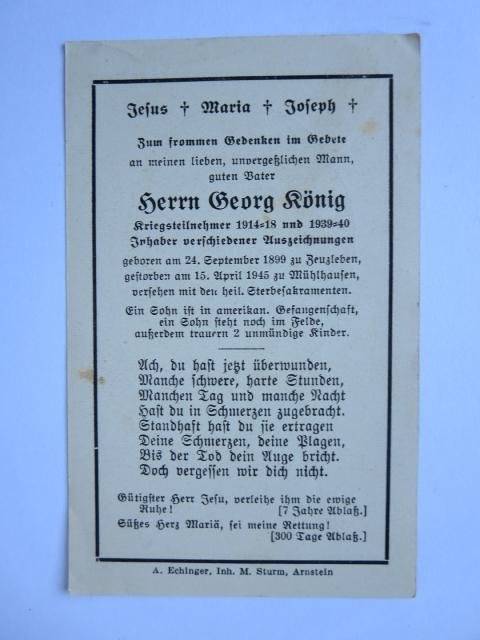 Jesus † Maria † Joseph †
Zum frommen Gedenken im Gebete
an meinen lieben, unvergeßlichen Mann,
guten Vater
Herrn Georg König
Kriegsteilnehmer 1914=18 nnd 1939=40
Inhaber verschiedener Auszeichnungen
geboren am 24. September 1899 zu Zeuzleben,
gestorben am 15. April 1945 zu Mühlhausen,
versehen mit den heil. Sterbesakramenten.
Ein Sohn ist in amerikan. Gefangenschaft,
ein Sohn steht noch im Felde,
außerdem trauern 2 unmündige Kinder.
Ach, du hast jetzt überwunden,
Manche schwere, harte Stunden,
Manchen Tag und manche Nacht
Hast du in Schmerzen zugebracht.
Standhaft hast du sie ertragen
Deine Schmerzen, deine Plagen,
Bis der Tod dein Auge bricht.
Doch vergessen wir dich nicht.
Gütigster Herr Jesu, verleihe ihm die ewige
Ruhe! [7 Jahre Ablaß.]
Süßes Herz Mariä, sei meine Rettung!
[300 Tage Ablaß.]
A. Echinger, Inh. M. Sturm, Arnstein